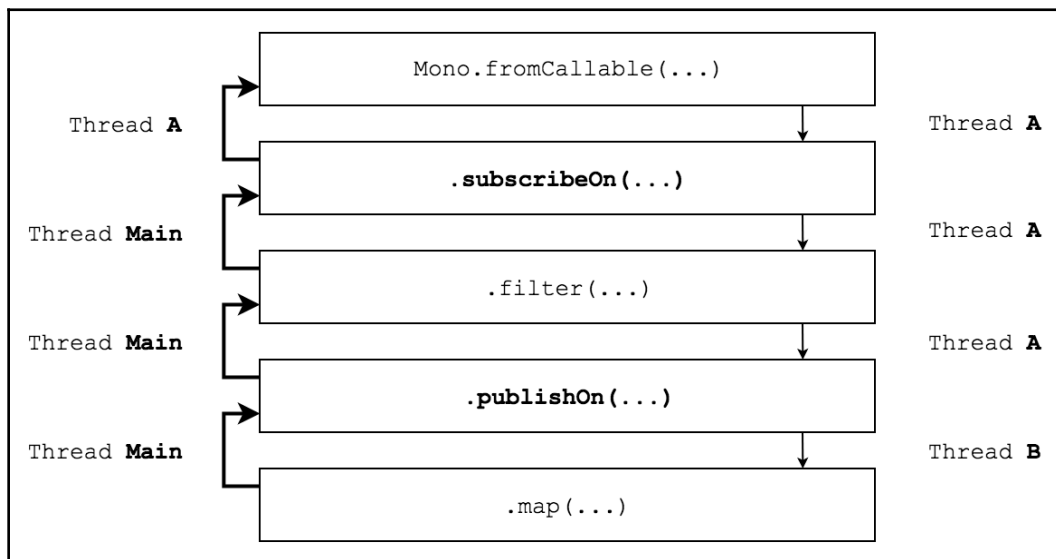 Mono.fromCallable(...)
Thread A
Thread A
.subscribeOn(...)
Thread Main
Thread A
.filter(...)
Thread Main
Thread A
.publishOn(...)
Thread Main
Thread B
.map(...)